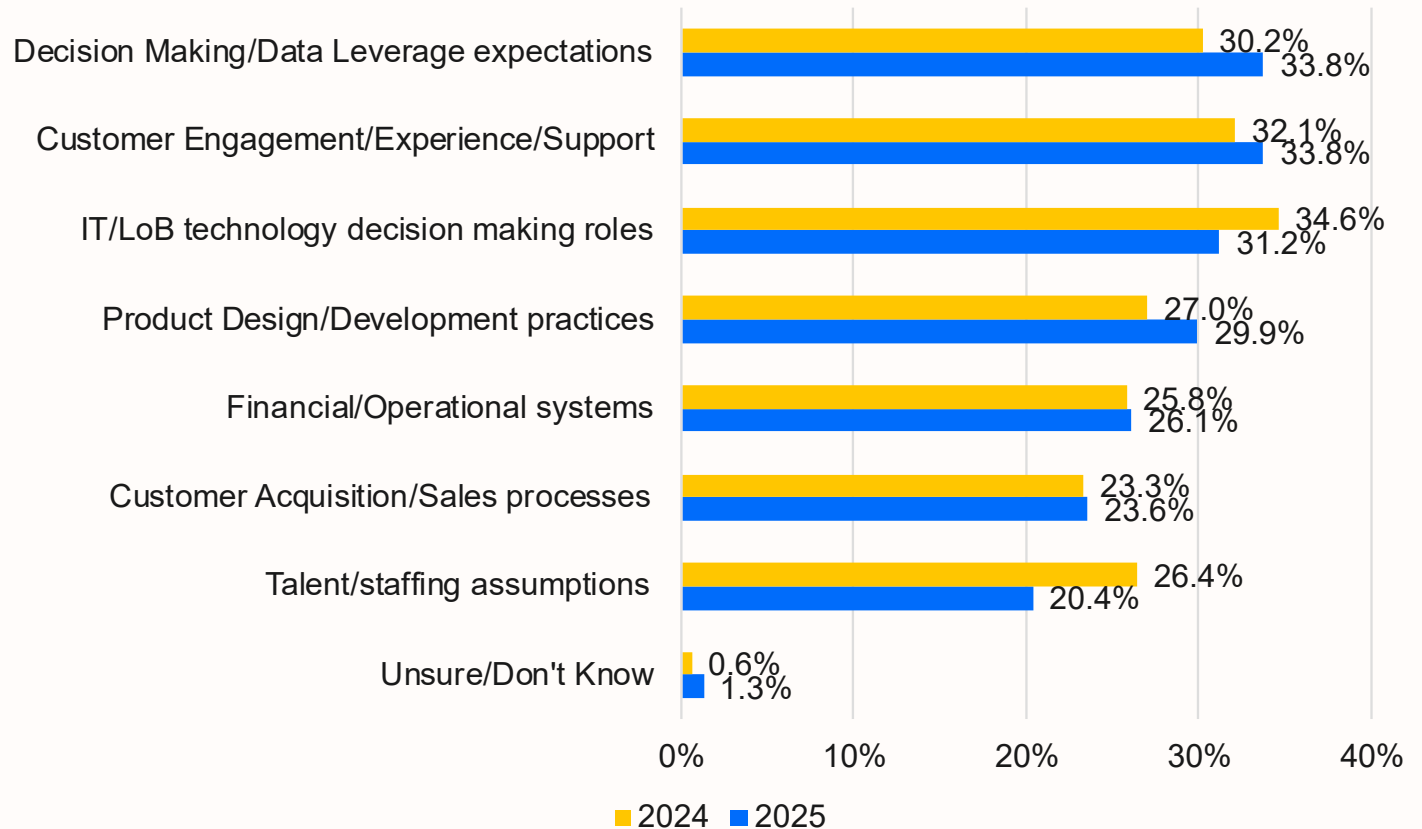 Decision Making/Data Leverage expectations
30.2%
33.8%
Customer Engagement/Experience/Support
32.1%
33.8%
IT/LoB technology decision making roles
34.6%
31.2%
Product Design/Development practices
27.0%
29.9%
Financial/Operational systems
25.8%
26.1%
Customer Acquisition/Sales processes
23.3%
23.6%
Talent/staffing assumptions
26.4%
20.4%
Unsure/Don't Know
0.6%
1.3%
0% 10% 20% 30% 40%
2024 2025